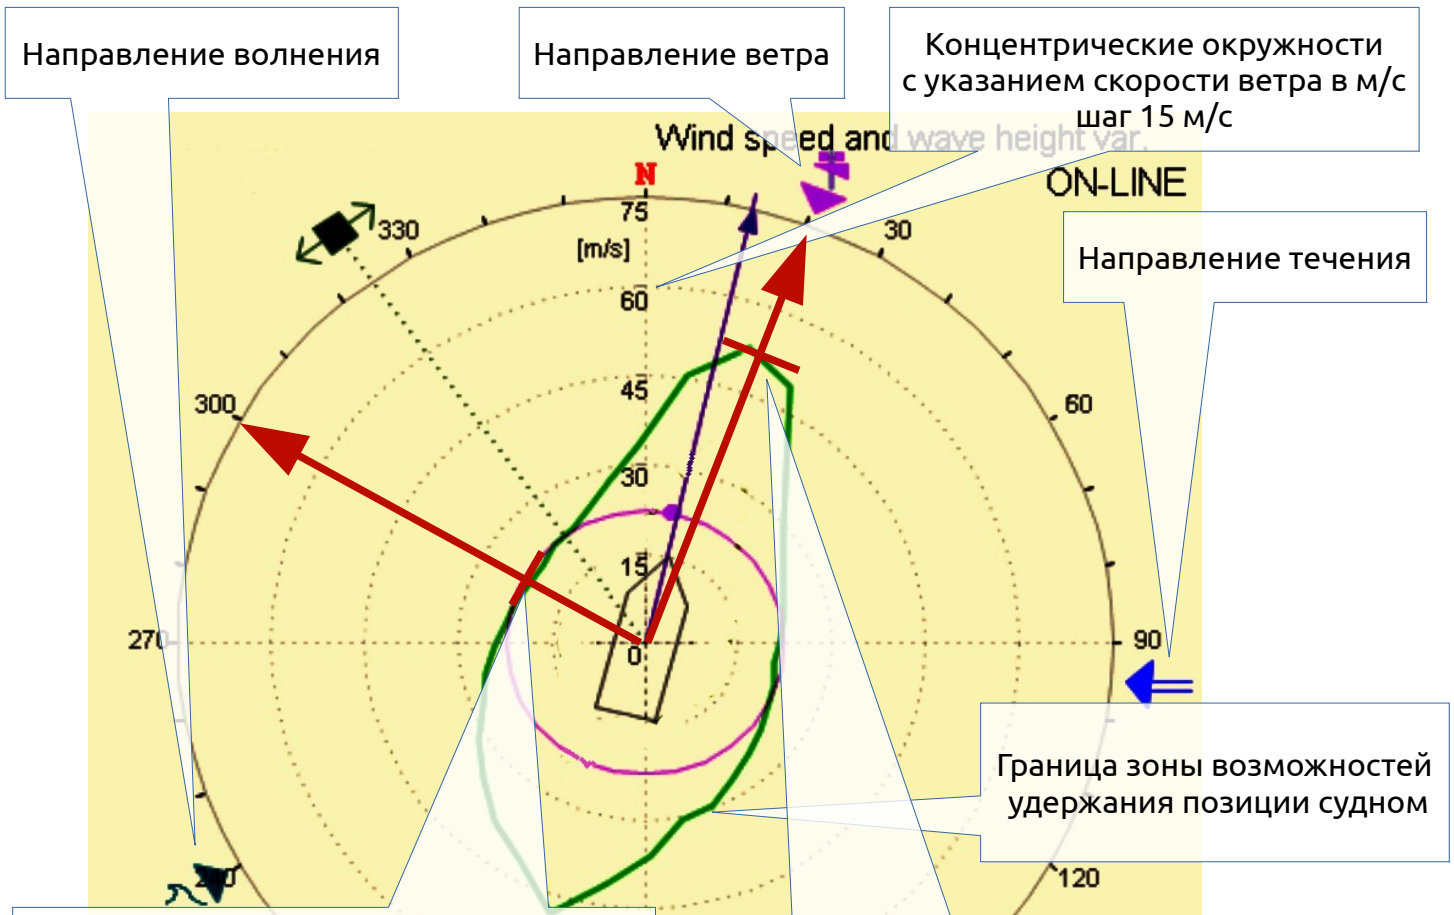 Направление волнения
Направление ветра
Концентрические окружности
с указанием скорости ветра в м/с
шаг 15 м/с
Wind speed and wave height var.
ON-LINE
N
75
[m/s]
330
30
Направление течения
60
300
45
60
30
15
270
0
90
Граница зоны возможностей
удержания позиции судном
240
120